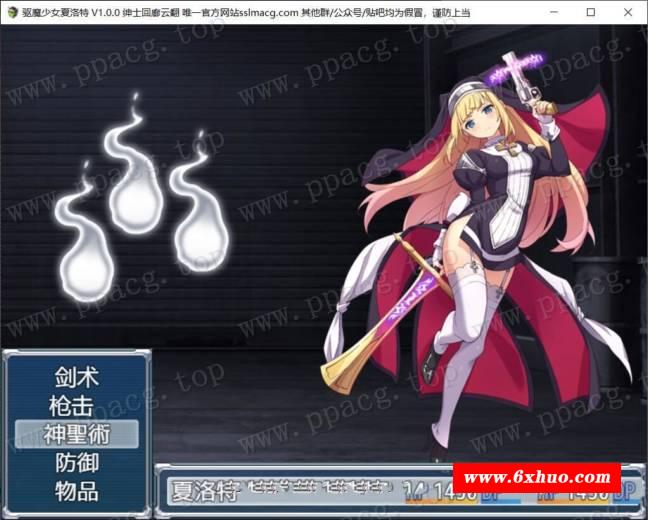 驱魔少女夏洛特 V1.0.0 绅士回廊云翻 唯一官方网站sslmacg.com 其他群/公众号/贴吧均为假冒，谨防上当
www.ppacg.top
剑术
枪击
神聖術
防御
物品
夏洛特
www.6xhuo.com